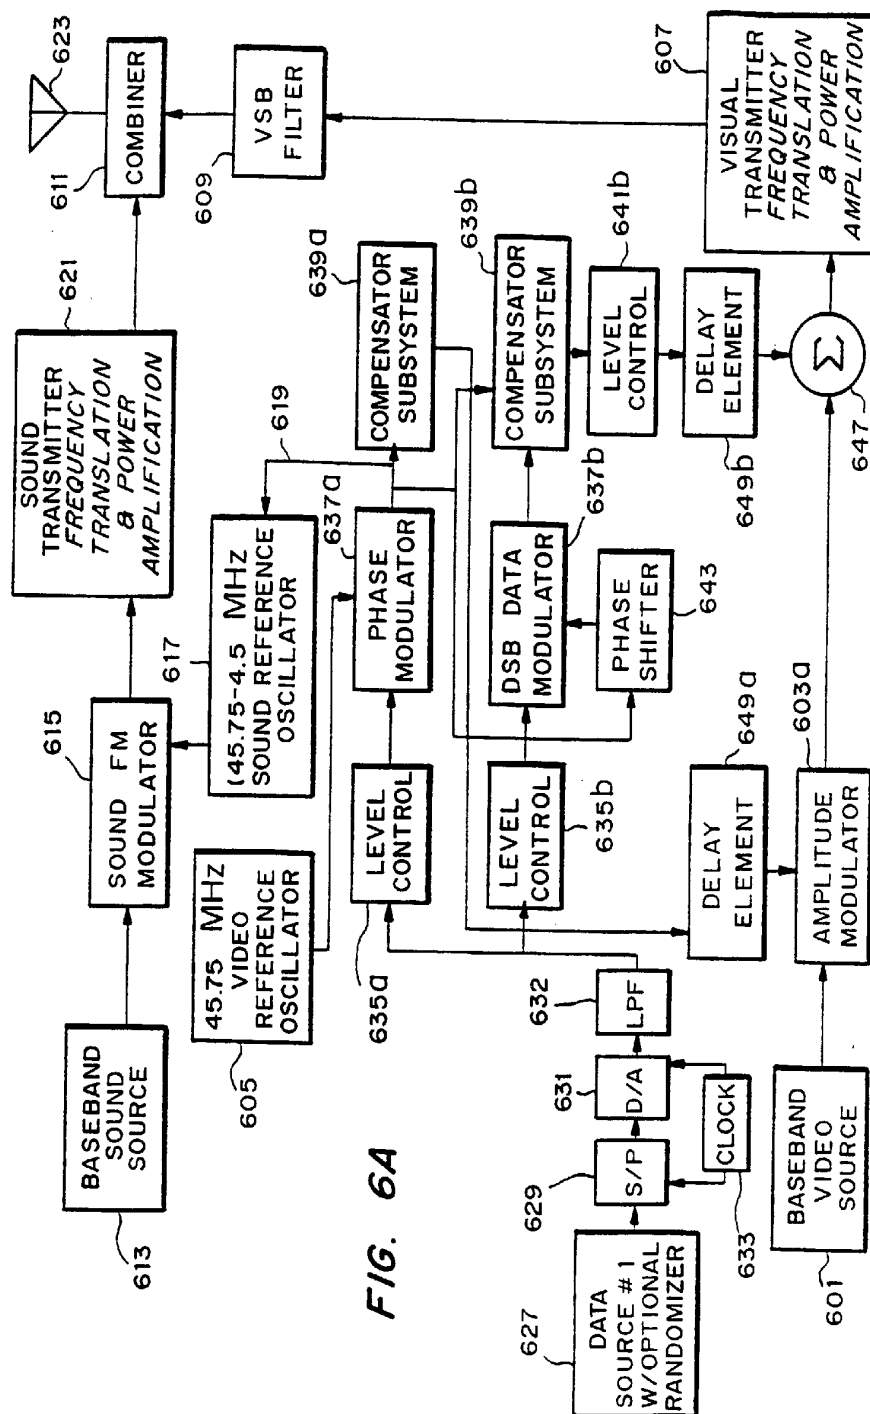 BASEBAND
SOUND
SOURCE
613
SOUND FM
MODULATOR
615
SOUND
TRANSMITTER
FREQUENCY
TRANSLATION
& POWER
AMPLIFICATION
621
COMBINER
611
623
45.75 MHz
VIDEO
REFERENCE
OSCILLATOR
605
(45.75-4.5 MHz
SOUND REFERENCE
OSCILLATOR
617
619
VSB
FILTER
609
LEVEL
CONTROL
635a
PHASE
MODULATOR
637a
COMPENSATOR
SUBSYSTEM
639a
FIG. 6A
DATA
SOURCE # 1
W/OPTIONAL
RANDOMIZER
627
S/P
629
D/A
631
LPF
632
CLOCK
633
LEVEL
CONTROL
635b
DSB DATA
MODULATOR
637b
COMPENSATOR
SUBSYSTEM
639b
PHASE
SHIFTER
643
LEVEL
CONTROL
641b
DELAY
ELEMENT
649b
DELAY
ELEMENT
649a
BASEBAND
VIDEO
SOURCE
601
AMPLITUDE
MODULATOR
603a
Σ
647
VISUAL
TRANSMITTER
FREQUENCY
TRANSLATION
& POWER
AMPLIFICATION
607